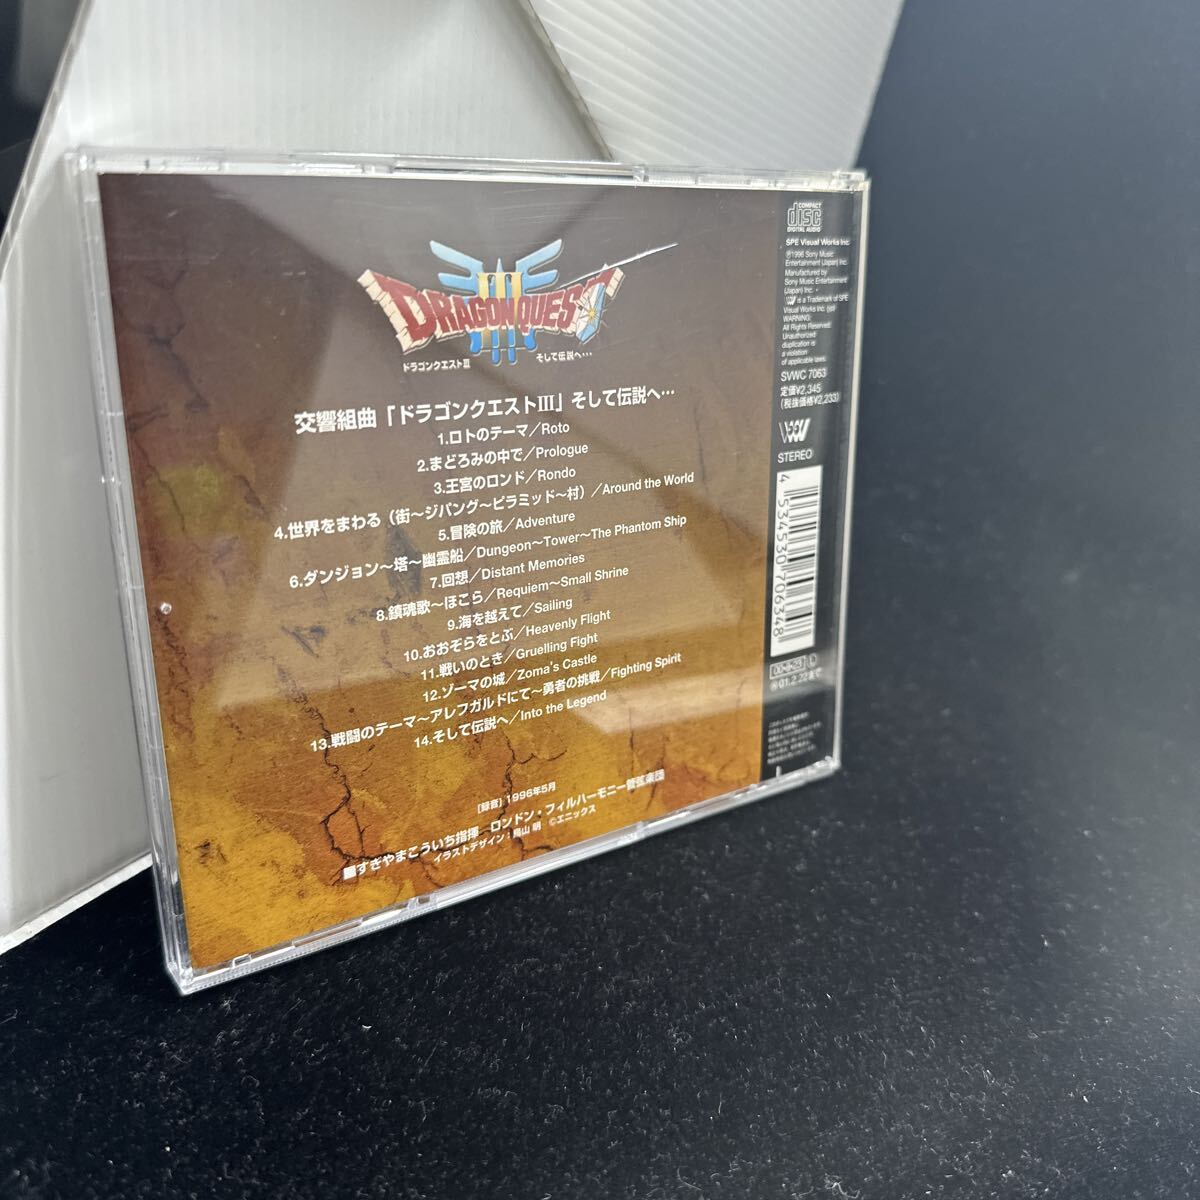 DRAGON QUEST
III
ドラゴンクエストIII
そして伝説へ…
交響組曲「ドラゴンクエストIII」そして伝説へ…
1.ロトのテーマ／Roto
2.まどろみの中で／Prologue
3.王宮のロンド／Rondo
4.世界をまわる（街〜ジパング〜ピラミッド〜村）／Around the World
5.冒険の旅／Adventure
6.ダンジョン〜塔〜幽霊船／Dungeon〜Tower〜The Phantom Ship
7.回想／Distant Memories
8.鎮魂歌〜ほこら／Requiem〜Small Shrine
9.海を越えて／Sailing
10.おおぞらをとぶ／Heavenly Flight
11.戦いのとき／Gruelling Fight
12.ゾーマの城／Zoma's Castle
13.戦闘のテーマ〜アレフガルドにて〜勇者の挑戦／Fighting Spirit
14.そして伝説へ／Into the Legend
［録音］1996年5月
■すぎやまこういち指揮 ロンドン・フィルハーモニー管弦楽団
イラストデザイン：鳥山 明 ©エニックス
COMPACT
disc
DIGITAL AUDIO
SPE Visual Works Inc.
℗1996 Sony Music
Entertainment (Japan) Inc.
Manufactured by
Sony Music Entertainment
(Japan) Inc.
is a Trademark of SPE
Visual Works Inc.
WARNING:
All Rights Reserved.
Unauthorized
duplication is
a violation
of applicable laws.
SVWC 7063
定価¥2,345
(税抜価格¥2,233)
STEREO
4 534530 706348
01.2.22まで